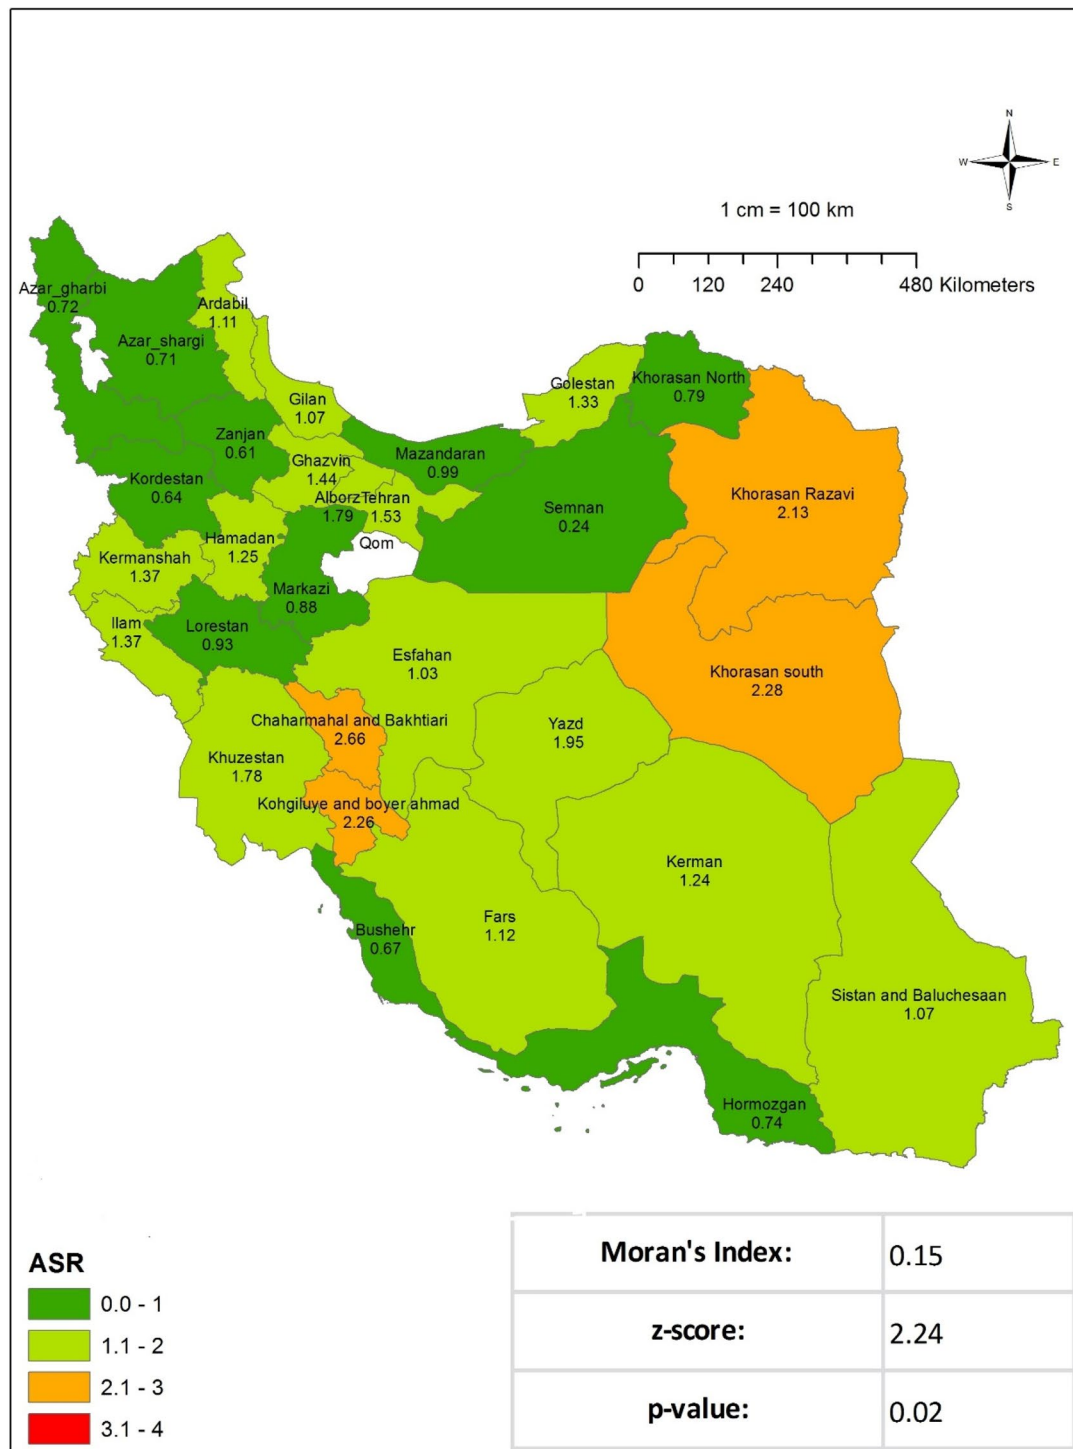 N
W E
S
1 cm = 100 km
0 120 240 480 Kilometers
Azar_gharbi
0.72
Ardabil
1.11
Azar_shargi
0.71
Gilan
1.07
Golestan
1.33
Khorasan North
0.79
Zanjan
0.61
Ghazvin
1.44
Mazandaran
0.99
Kordestan
0.64
Alborz
1.79
Tehran
1.53
Semnan
0.24
Khorasan Razavi
2.13
Hamadan
1.25
Qom
Kermanshah
1.37
Markazi
0.88
Ilam
1.37
Lorestan
0.93
Esfahan
1.03
Khorasan south
2.28
Chaharmahal and Bakhtiari
2.66
Yazd
1.95
Khuzestan
1.78
Kohgiluye and boyer ahmad
2.26
Kerman
1.24
Fars
1.12
Bushehr
0.67
Sistan and Baluchesaan
1.07
Hormozgan
0.74
ASR
0.0 - 1
1.1 - 2
2.1 - 3
3.1 - 4
Moran's Index: 0.15
z-score: 2.24
p-value: 0.02